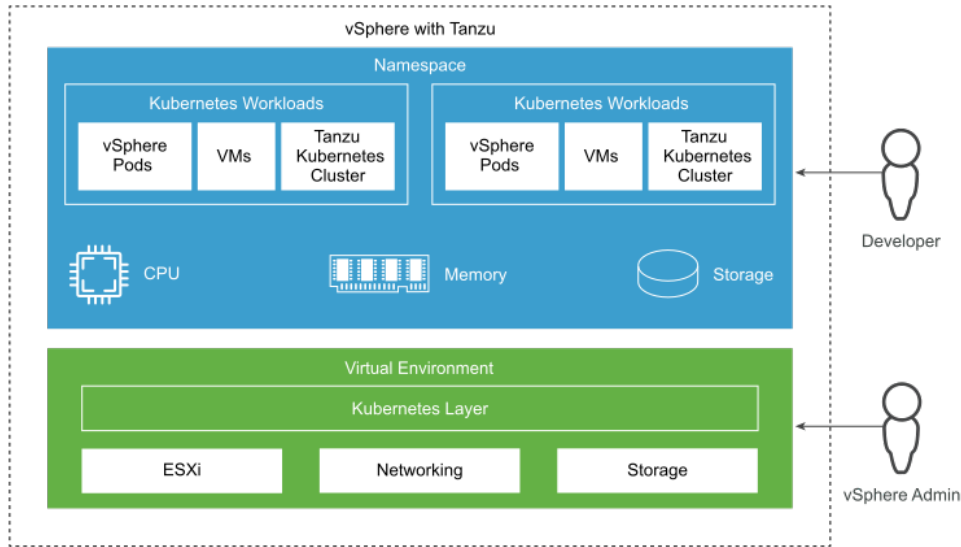 vSphere with Tanzu
Namespace
Kubernetes Workloads
vSphere
Pods
VMs
Tanzu
Kubernetes
Cluster
Kubernetes Workloads
vSphere
Pods
VMs
Tanzu
Kubernetes
Cluster
Developer
CPU
Memory
Storage
Virtual Environment
Kubernetes Layer
ESXi
Networking
Storage
vSphere Admin